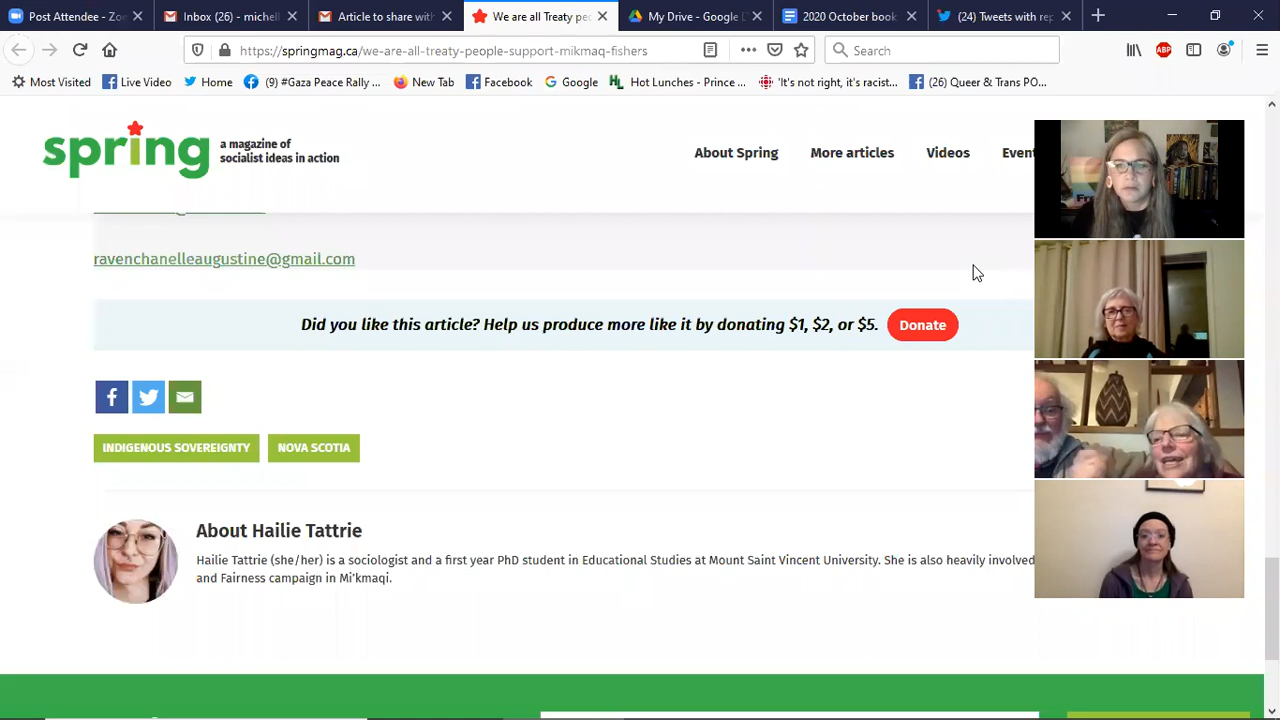 Post Attendee - Zoo
Inbox (26) - michell
Article to share with
We are all Treaty peo
My Drive - Google D
2020 October book
(24) Tweets with rep
https://springmag.ca/we-are-all-treaty-people-support-mikmaq-fishers
Search
Most Visited
Live Video
Home
(9) #Gaza Peace Rally ...
New Tab
Facebook
Google
Hot Lunches - Prince ...
'It's not right, it's racist...
(26) Queer & Trans PO...
spring
a magazine of
socialist ideas in action
About Spring
More articles
Videos
Event
ravenchanelleaugustine@gmail.com
Did you like this article? Help us produce more like it by donating $1, $2, or $5.
Donate
INDIGENOUS SOVEREIGNTY
NOVA SCOTIA
About Hailie Tattrie
Hailie Tattrie (she/her) is a sociologist and a first year PhD student in Educational Studies at Mount Saint Vincent University. She is also heavily involved
and Fairness campaign in Mi'kmaqi.